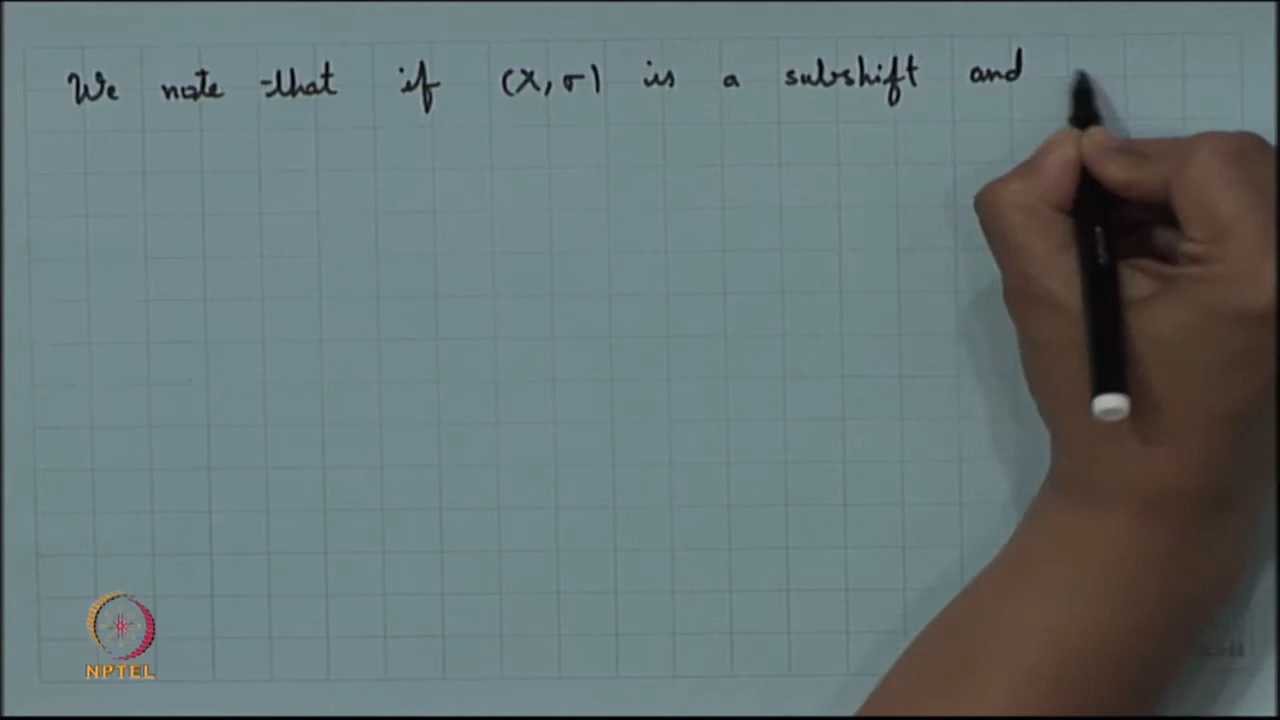 We note that if (X, σ) is a subshift and
NPTEL